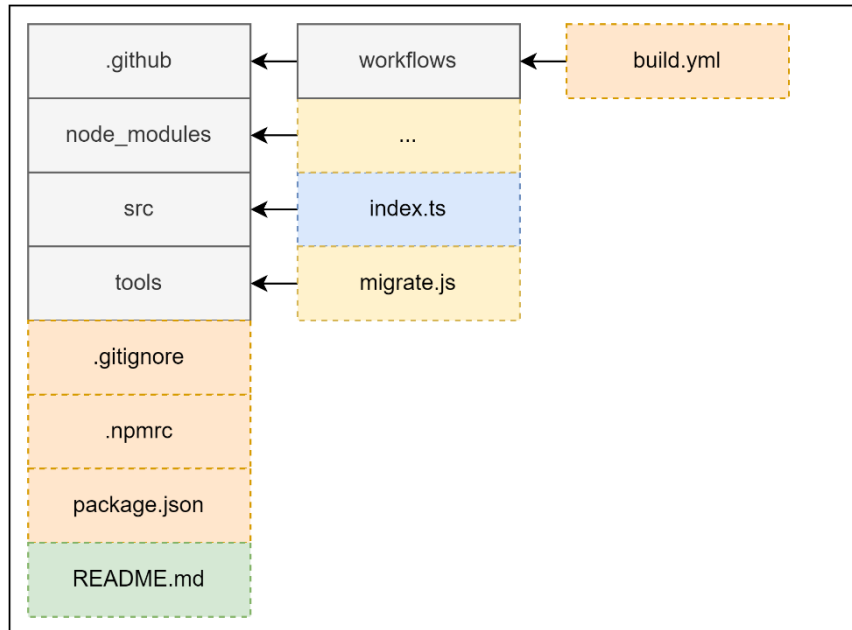 .github
workflows
build.yml
node_modules
...
src
index.ts
tools
migrate.js
.gitignore
.npmrc
package.json
README.md